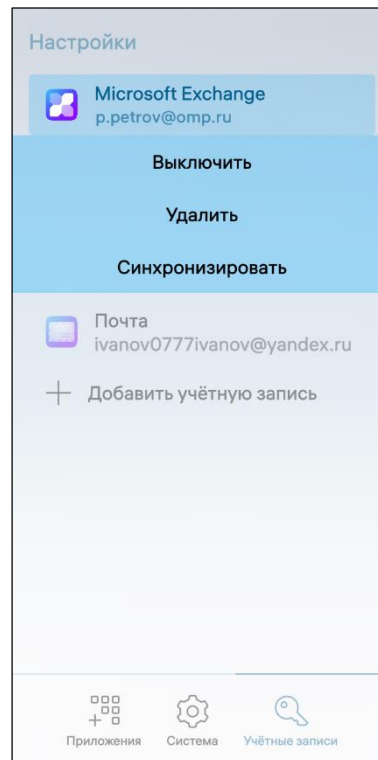 Настройки
Microsoft Exchange
p.petrov@omp.ru
Выключить
Удалить
Синхронизировать
Почта
ivanov0777ivanov@yandex.ru
Добавить учётную запись
Приложения
Система
Учётные записи